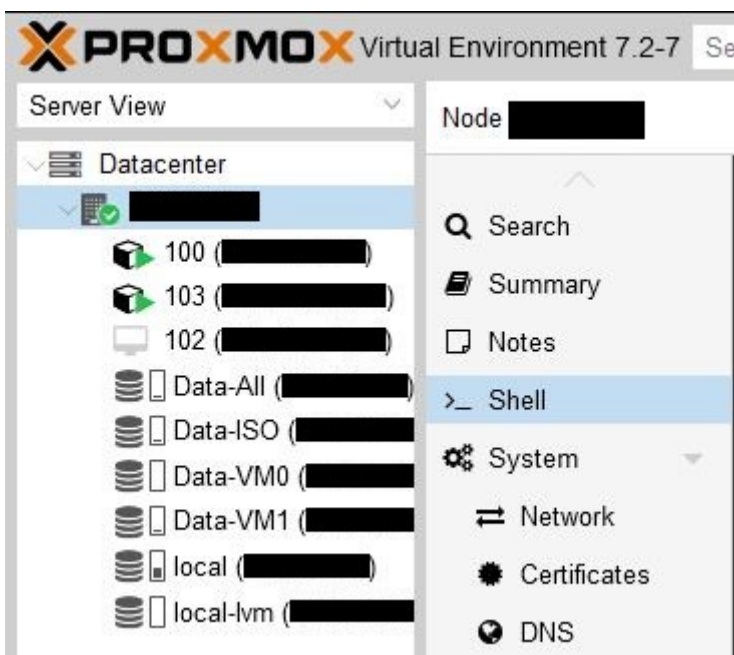 PROXMOX Virtual Environment 7.2-7 Se
Server View
Node
Datacenter
100 ( )
103 ( )
102 ( )
Data-All ( )
Data-ISO (
Data-VM0 (
Data-VM1 (
local ( )
local-lvm (
Search
Summary
Notes
>_ Shell
System
Network
Certificates
DNS